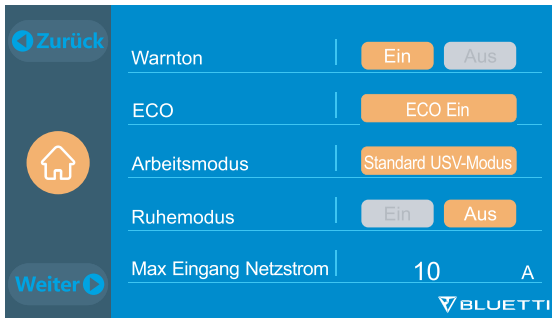 Zurück
Warnton Ein Aus
ECO ECO Ein
Arbeitsmodus Standard USV-Modus
Ruhemodus Ein Aus
Max Eingang Netzstrom 10 A
Weiter
BLUETTI